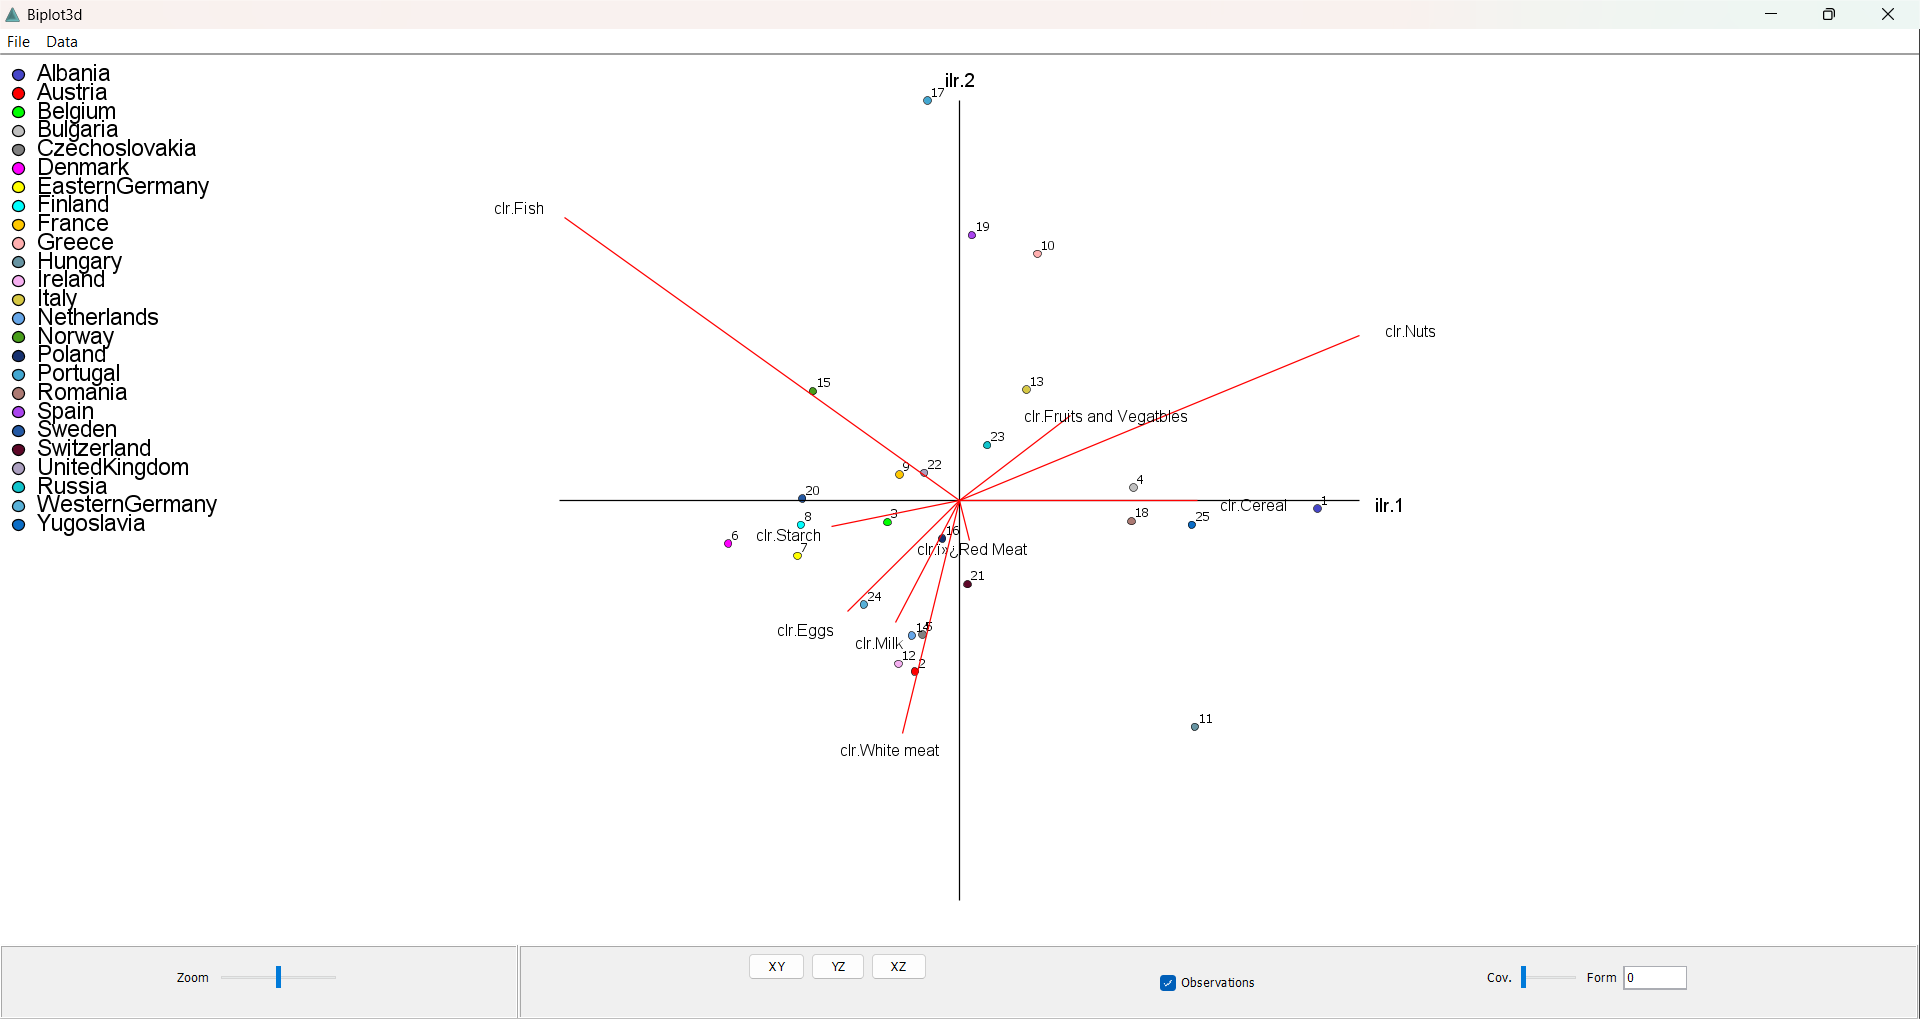 Biplot3d
File Data
Albania
Austria
Belgium
Bulgaria
Czechoslovakia
Denmark
EasternGermany
Finland
France
Greece
Hungary
Ireland
Italy
Netherlands
Norway
Poland
Portugal
Romania
Spain
Sweden
Switzerland
UnitedKingdom
Russia
WesternGermany
Yugoslavia
ilr.2
17
clr.Fish
19
10
clr.Nuts
15
13
clr.Fruits and Vegatbles
23
9
22
4
20
1
clr.Cereal
ilr.1
8
3
18
25
6
clr.Starch
16
7
clr.ï»¿Red Meat
21
24
clr.Eggs
14
5
clr.Milk
12
2
11
clr.White meat
Zoom
XY YZ XZ
Observations
Cov. Form 0